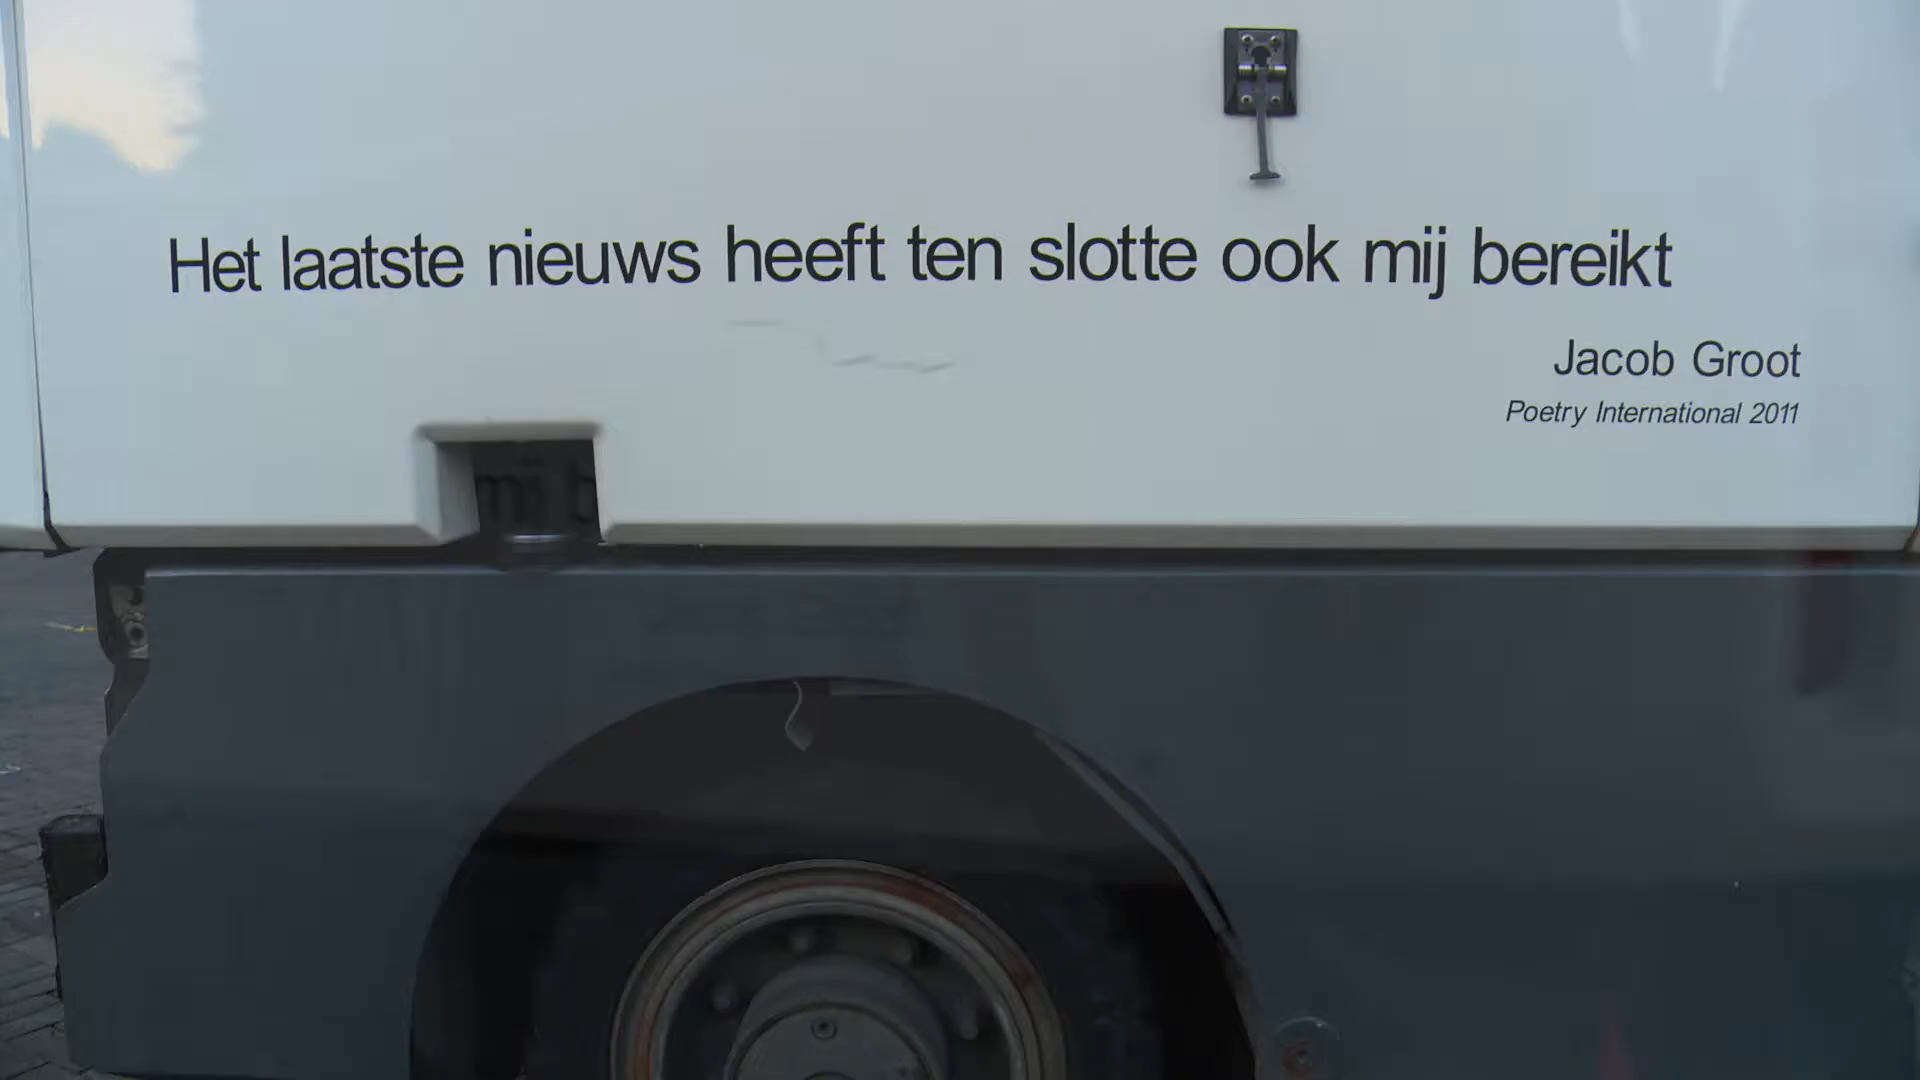 Het laatste nieuws heeft ten slotte ook mij bereikt
Jacob Groot
Poetry International 2011